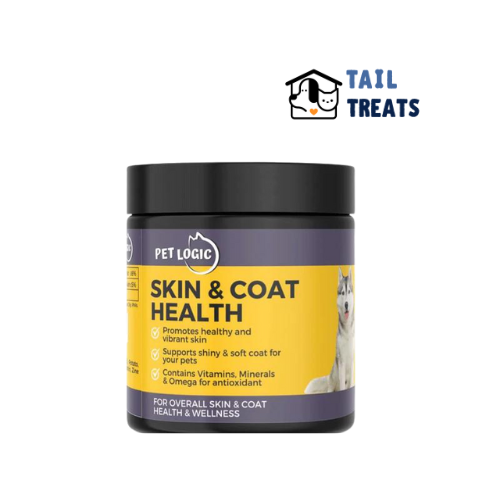 TAIL
TREATS
PET LOGIC
SKIN & COAT
HEALTH
Promotes healthy and
vibrant skin
Supports shiny & soft coat for
your pets
Contains Vitamins, Minerals
& Omega for antioxidant
FOR OVERALL SKIN & COAT
HEALTH & WELLNESS